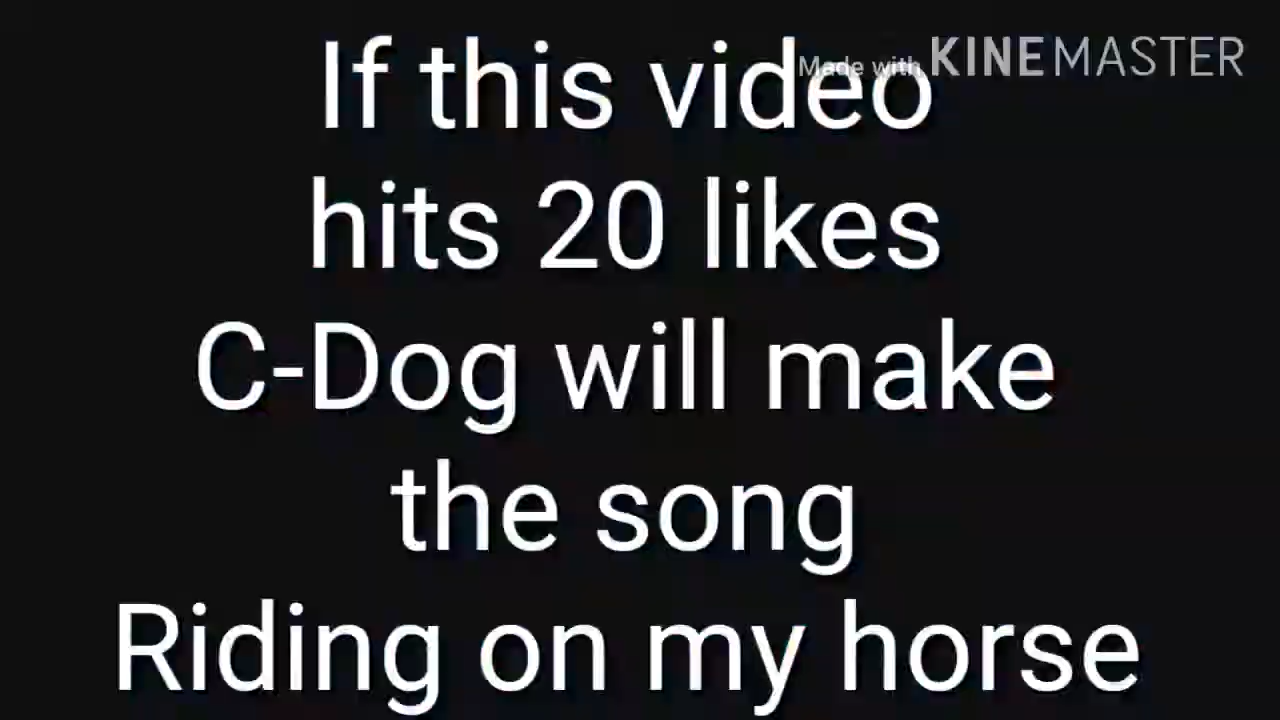 If this video
Made with KINEMASTER
hits 20 likes
C-Dog will make
the song
Riding on my horse